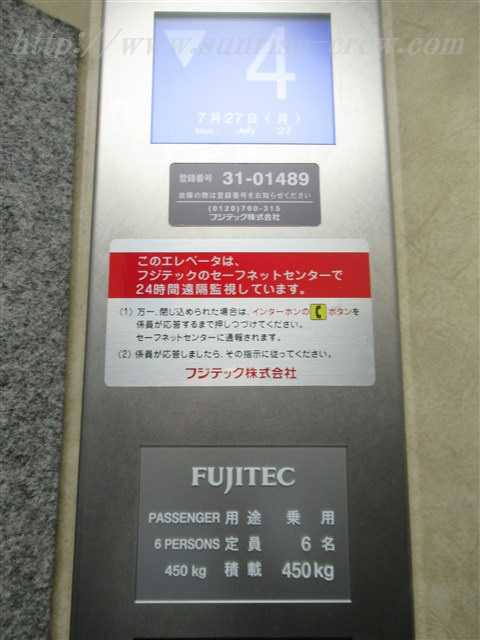 http://www.sunrise-crew.com/
4
7月27日(月)
Mon, July 27
登録番号 31-01489
故障の際は登録番号をお知らせください
(0120)700-315
フジテック株式会社
このエレベータは、
フジテックのセーフネットセンターで
24時間遠隔監視しています。
(1) 万一、閉じ込められた場合は、インターホンの ボタンを
係員が応答するまで押しつづけてください。
セーフネットセンターに通報されます。
(2) 係員が応答しましたら、その指示に従ってください。
フジテック株式会社
FUJITEC
PASSENGER 用途 乗用
6 PERSONS 定員 6名
450 kg 積載 450kg